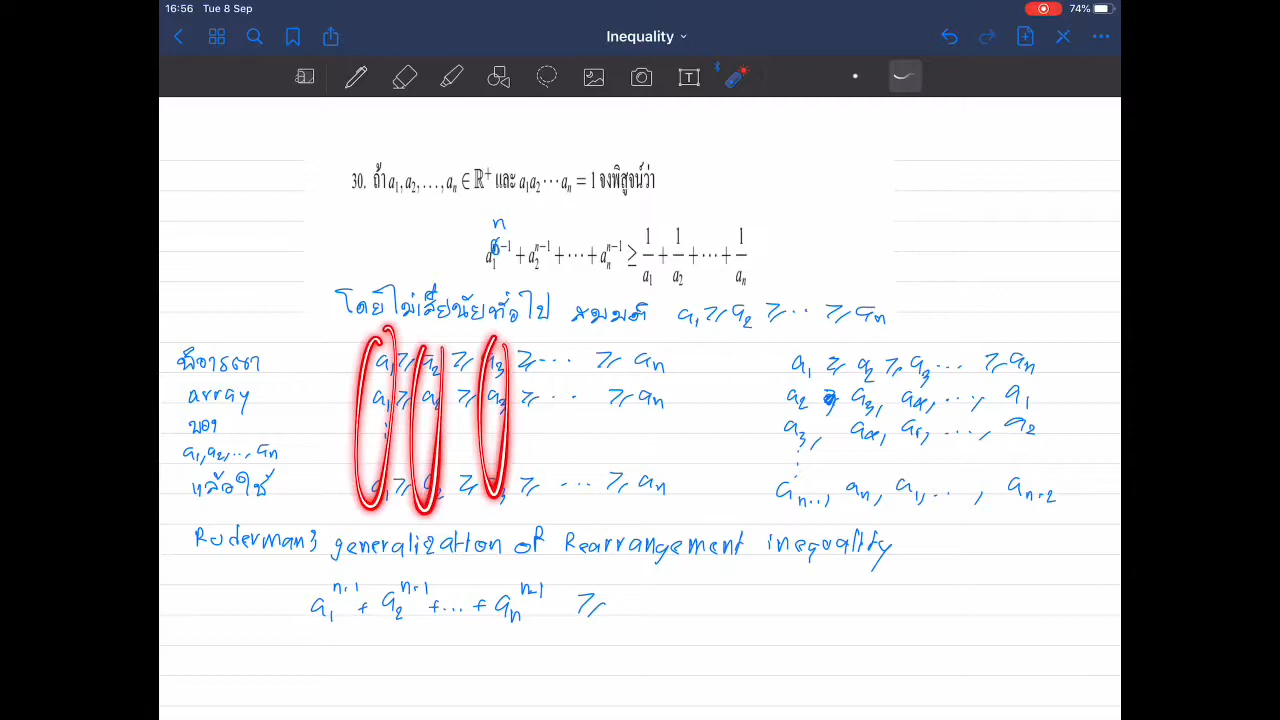 16:56 Tue 8 Sep
74%
Inequality
T
30. ถ้า a₁, a₂, …, aₙ ∈ ℝ⁺ และ a₁a₂ ⋯ aₙ = 1 จงพิสูจน์ว่า
n
a₁ⁿ⁻¹ + a₂ⁿ⁻¹ + ⋯ + aₙⁿ⁻¹ ≥ 1/a₁ + 1/a₂ + ⋯ + 1/aₙ
โดยไม่เสียนัยทั่วไป สมมติ a₁ ≥ a₂ ≥ ⋯ ≥ aₙ
พิจารณา a₁ ≥ a₂ ≥ a₃ ≥ ⋯ ≥ aₙ a₁ ≥ a₂ ≥ a₃ ⋯ ≥ aₙ
array a₁ ≥ a₂ ≥ a₃ ≥ ⋯ ≥ aₙ a₂, a₃, a₄, …, a₁
ของ ⋮ a₃, a₄, a₅, …, a₂
a₁, a₂, …, aₙ ⋮
แล้วใช้ a₁ ≥ a₂ ≥ a₃ ≥ ⋯ ≥ aₙ aₙ₋₁, aₙ, a₁, …, aₙ₋₂
Ruderman's generalization of Rearrangement inequality
a₁ⁿ⁻¹ + a₂ⁿ⁻¹ + ⋯ + aₙⁿ⁻¹ ≥